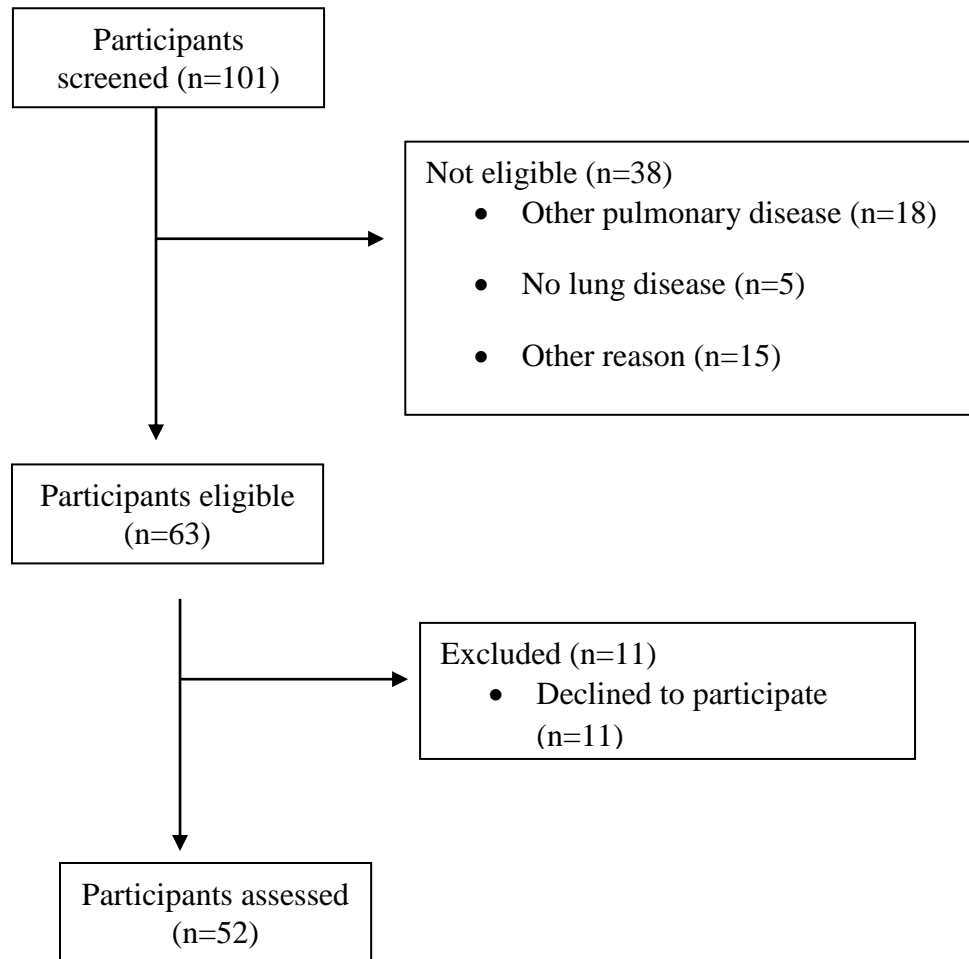 Participants
screened (n=101)
Not eligible (n=38)
• Other pulmonary disease (n=18)
• No lung disease (n=5)
• Other reason (n=15)
Participants eligible
(n=63)
Excluded (n=11)
• Declined to participate
(n=11)
Participants assessed
(n=52)